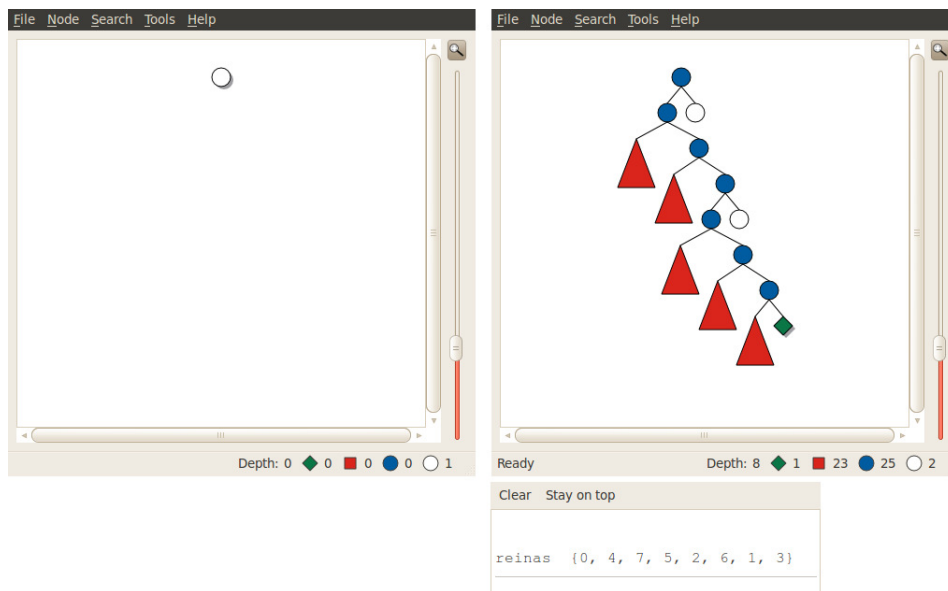 File Node Search Tools Help
Depth: 0 0 0 0 1
File Node Search Tools Help
Ready Depth: 8 1 23 25 2
Clear Stay on top
reinas {0, 4, 7, 5, 2, 6, 1, 3}